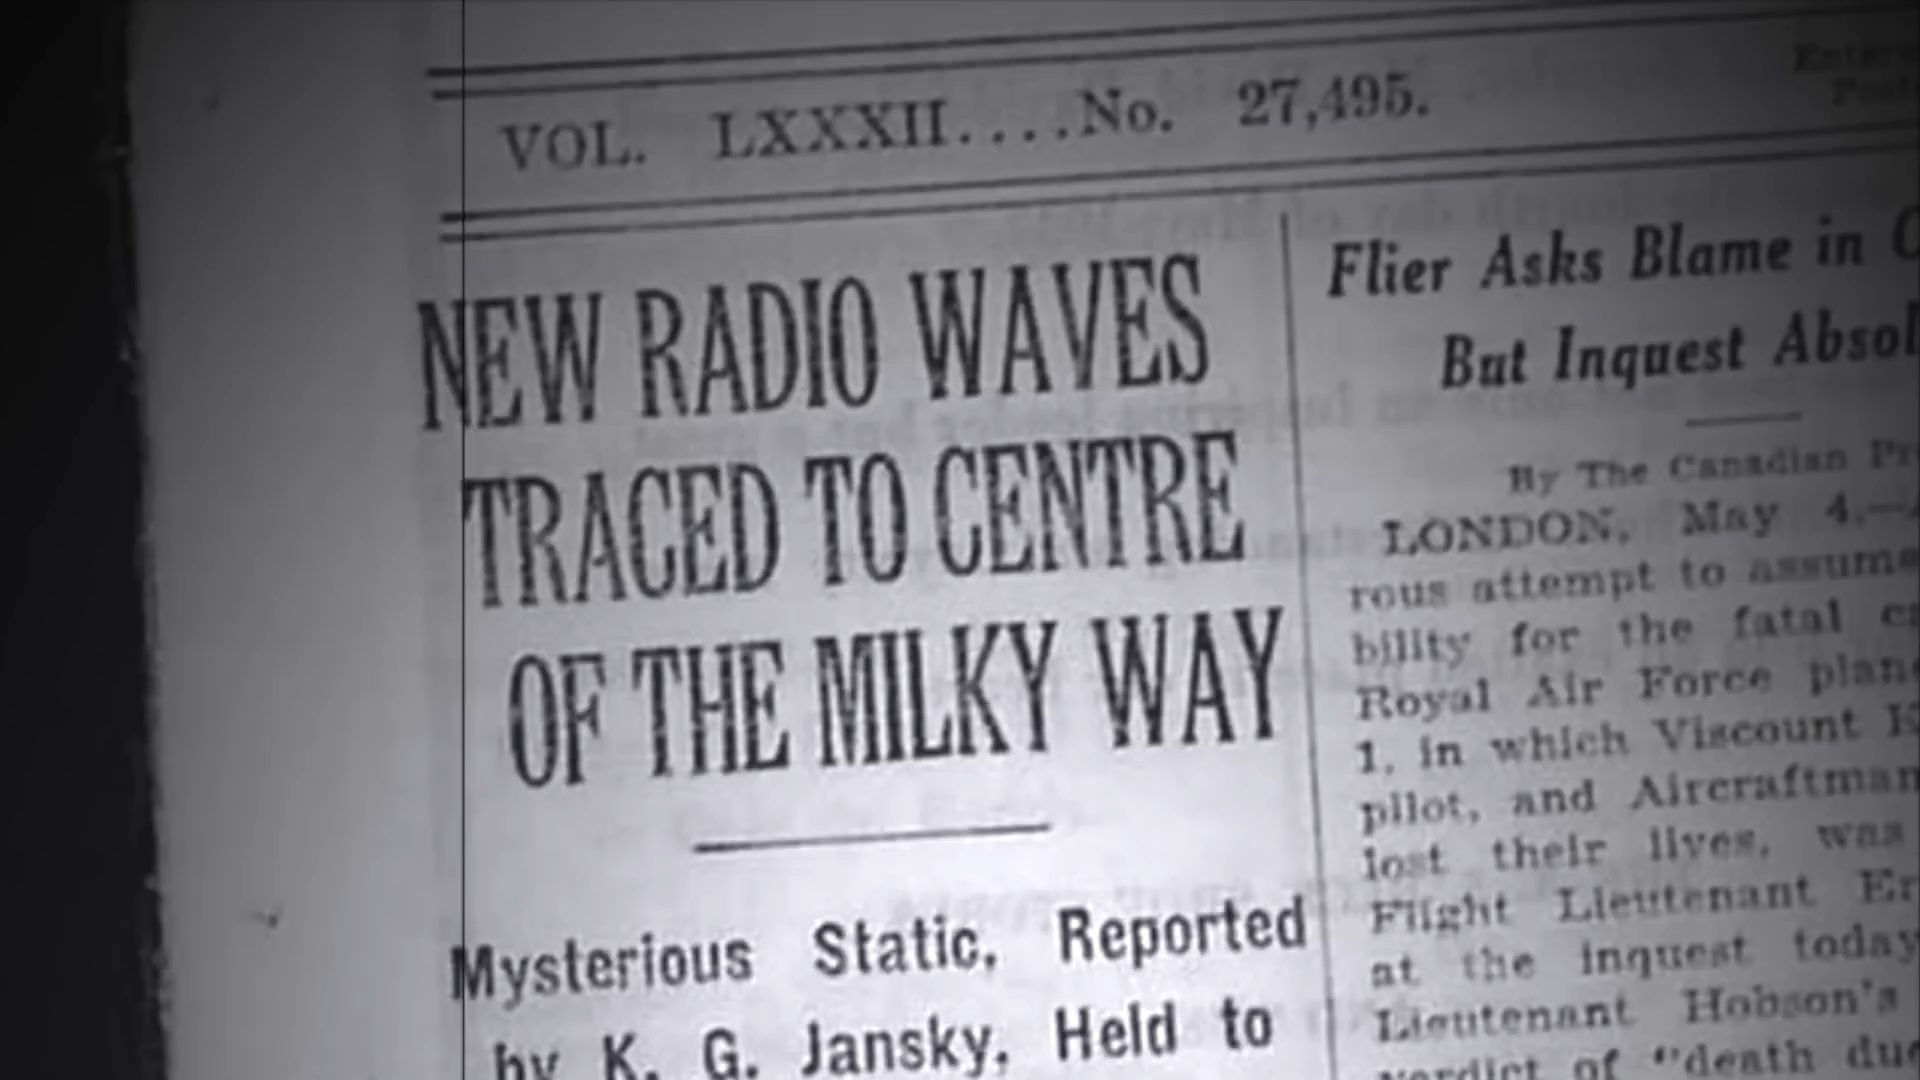 VOL. LXXXII....No. 27,495.
NEW RADIO WAVES
TRACED TO CENTRE
OF THE MILKY WAY
Mysterious Static, Reported
by K. G. Jansky, Held to
Flier Asks Blame in
But Inquest
By The Canadian
LONDON, May 4.—
rous attempt to
bility for the fatal
Royal Air Force
1, in which Viscount
pilot, and Aircraftman
lost their lives, was
Flight Lieutenant
at the inquest today
Lieutenant Hobson's
verdict of "death